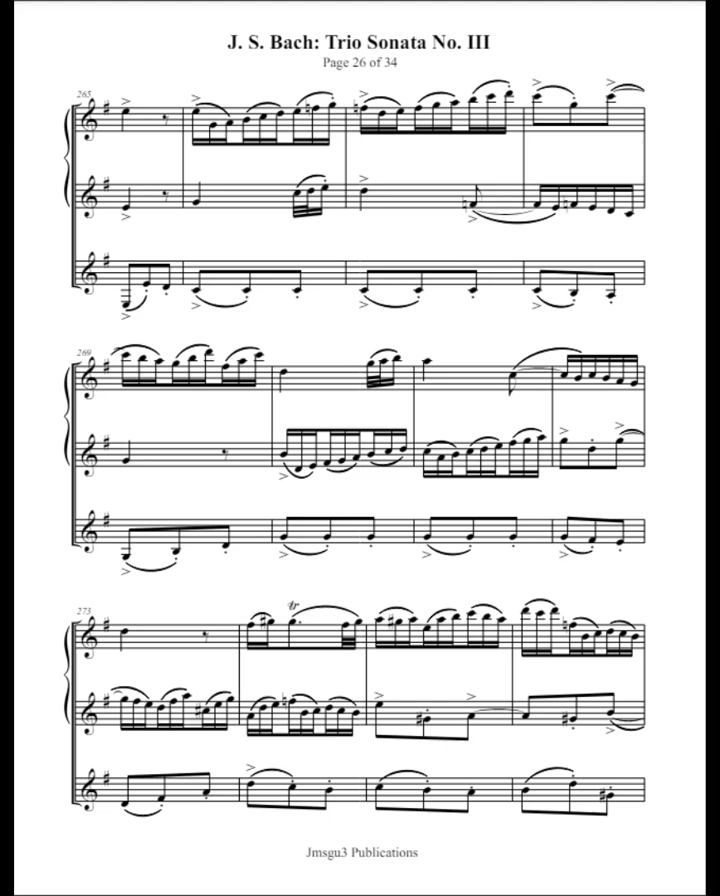 J. S. Bach: Trio Sonata No. III
Page 26 of 34
265
269
273
tr
Jmsgu3 Publications